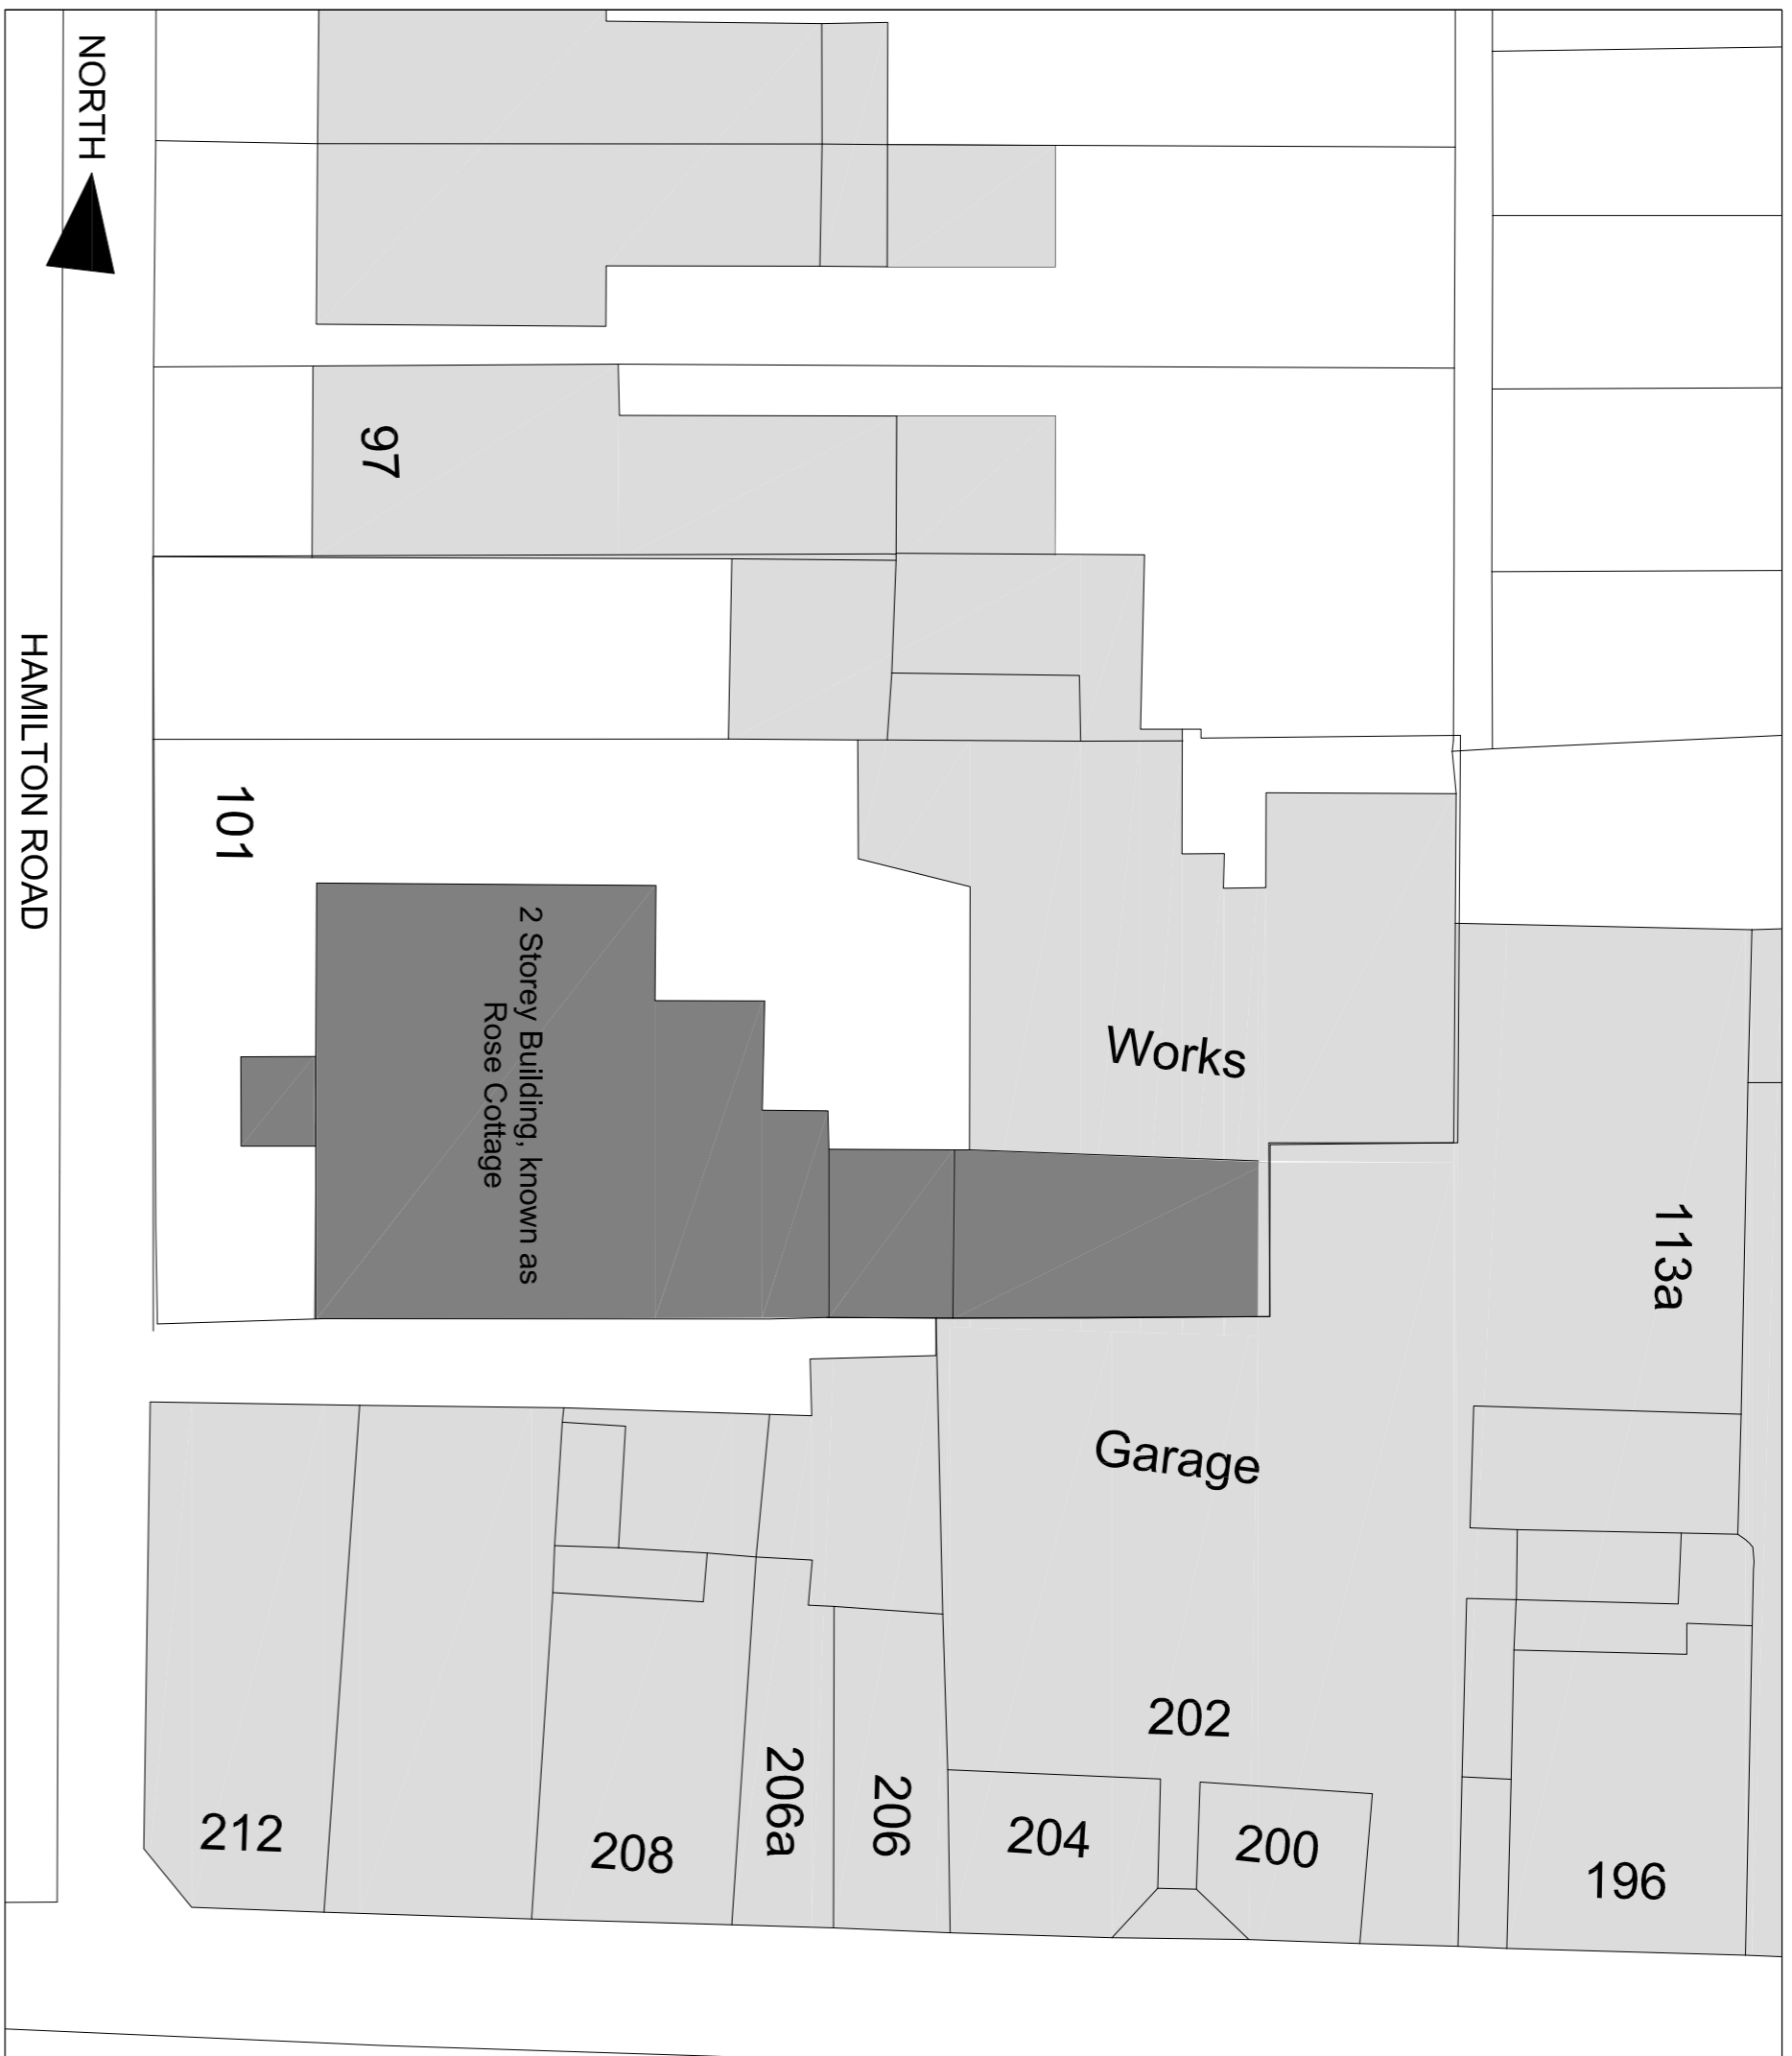 NORTH
97
HAMILTON ROAD
101
2 Storey Building, known as
Rose Cottage
Works
113a
Garage
202
212
208
206a
206
204
200
196